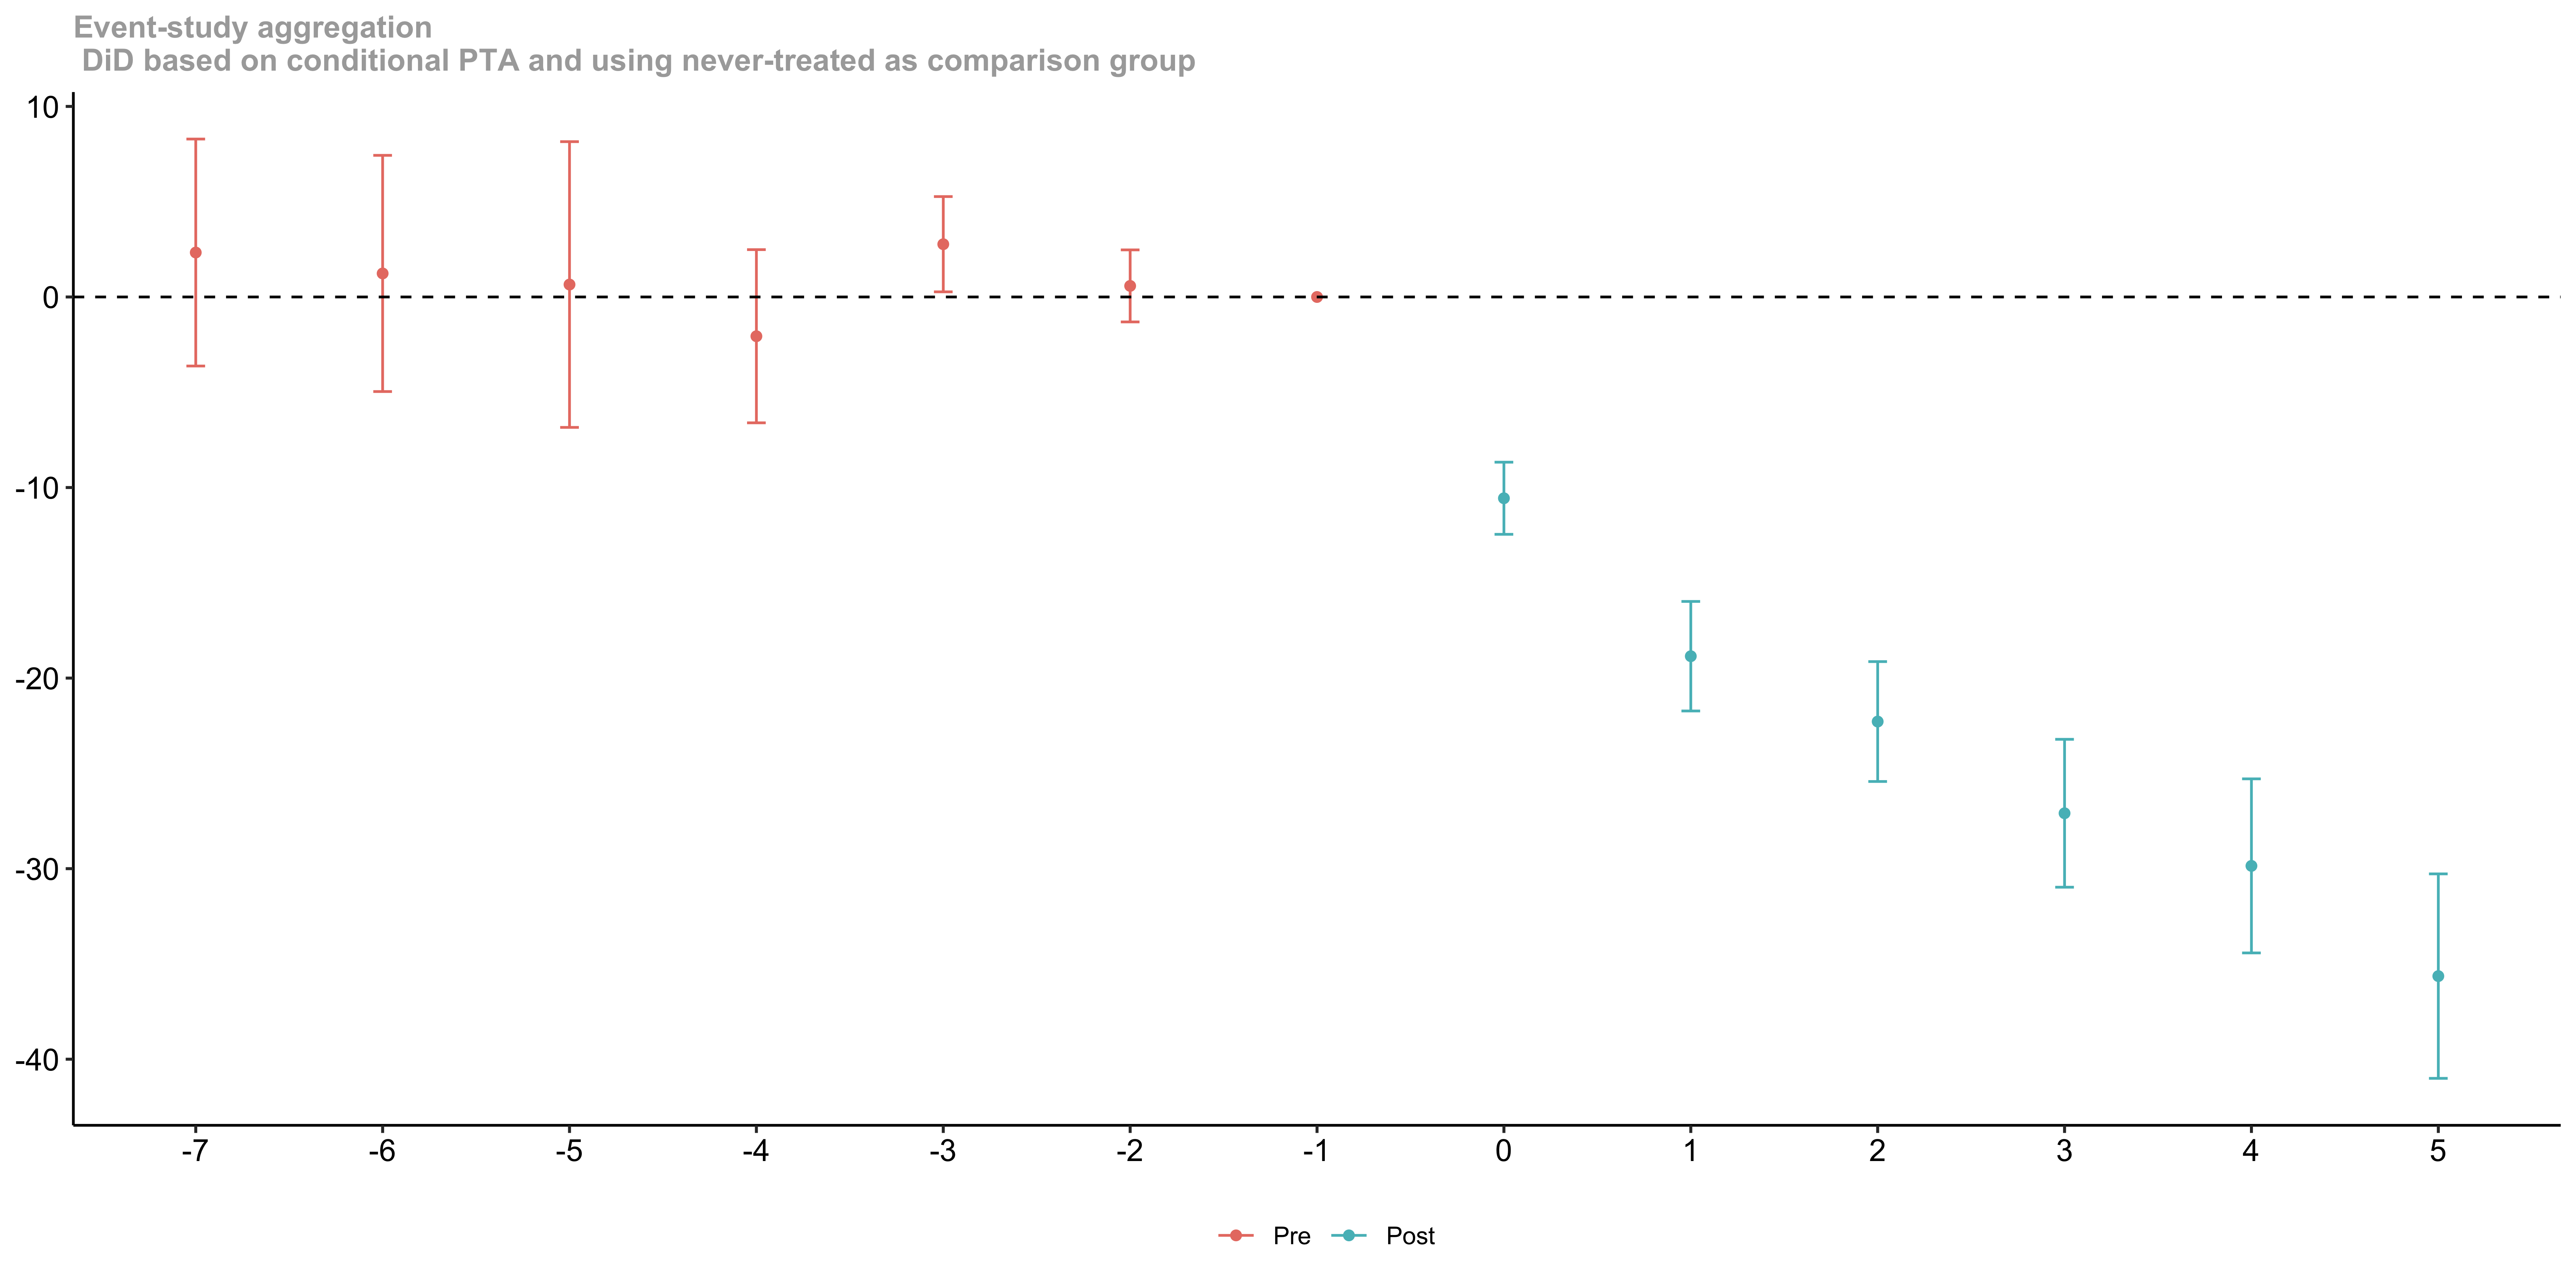 Event-study aggregation
DiD based on conditional PTA and using never-treated as comparison group
10
0
-10
-20
-30
-40
-7 -6 -5 -4 -3 -2 -1 0 1 2 3 4 5
Pre Post